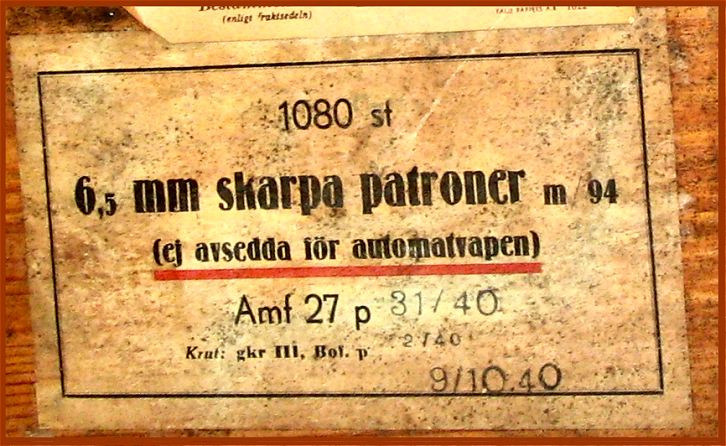 (enligt fraktsedeln)
1080 st
6,5 mm skarpa patroner m/94
(ej avsedda för automatvapen)
Amf 27 p 31/40
Krut: gkr III, Bof. p 2/40
9/10.40